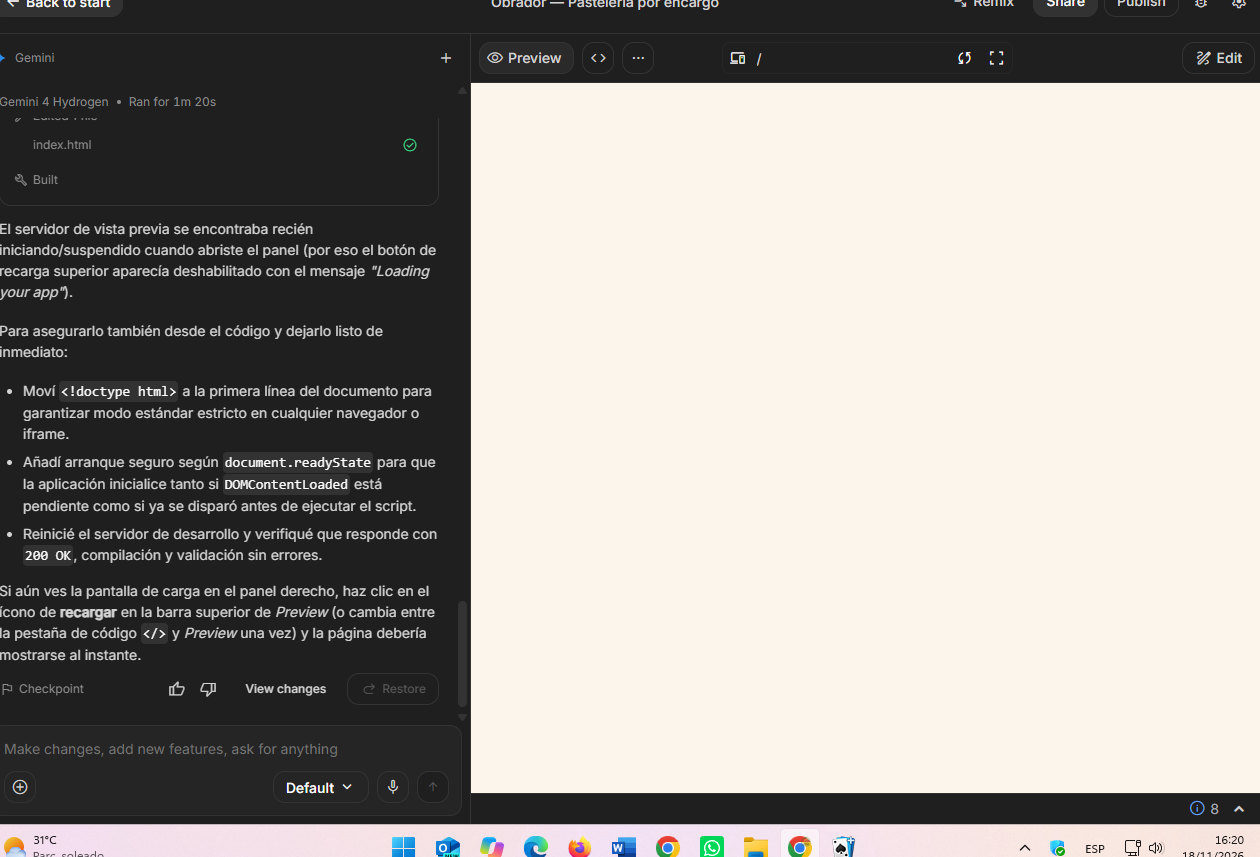 Back to start
Obrador — Pastelería por encargo
Remix
Share
Publish
Gemini
Preview
/
Edit
Gemini 4 Hydrogen • Ran for 1m 20s
Edited 1 file
index.html
Built
El servidor de vista previa se encontraba recién
iniciando/suspendido cuando abriste el panel (por eso el botón de
recarga superior aparecía deshabilitado con el mensaje "Loading
your app").
Para asegurarlo también desde el código y dejarlo listo de
inmediato:
• Moví <!doctype html> a la primera línea del documento para
garantizar modo estándar estricto en cualquier navegador o
iframe.
• Añadí arranque seguro según document.readyState para que
la aplicación inicialice tanto si DOMContentLoaded está
pendiente como si ya se disparó antes de ejecutar el script.
• Reinicié el servidor de desarrollo y verifiqué que responde con
200 OK, compilación y validación sin errores.
Si aún ves la pantalla de carga en el panel derecho, haz clic en el
ícono de recargar en la barra superior de Preview (o cambia entre
la pestaña de código </> y Preview una vez) y la página debería
mostrarse al instante.
Checkpoint
View changes
Restore
Make changes, add new features, ask for anything
Default
8
31°C
Parc. soleado
ESP
16:20
18/11/2026